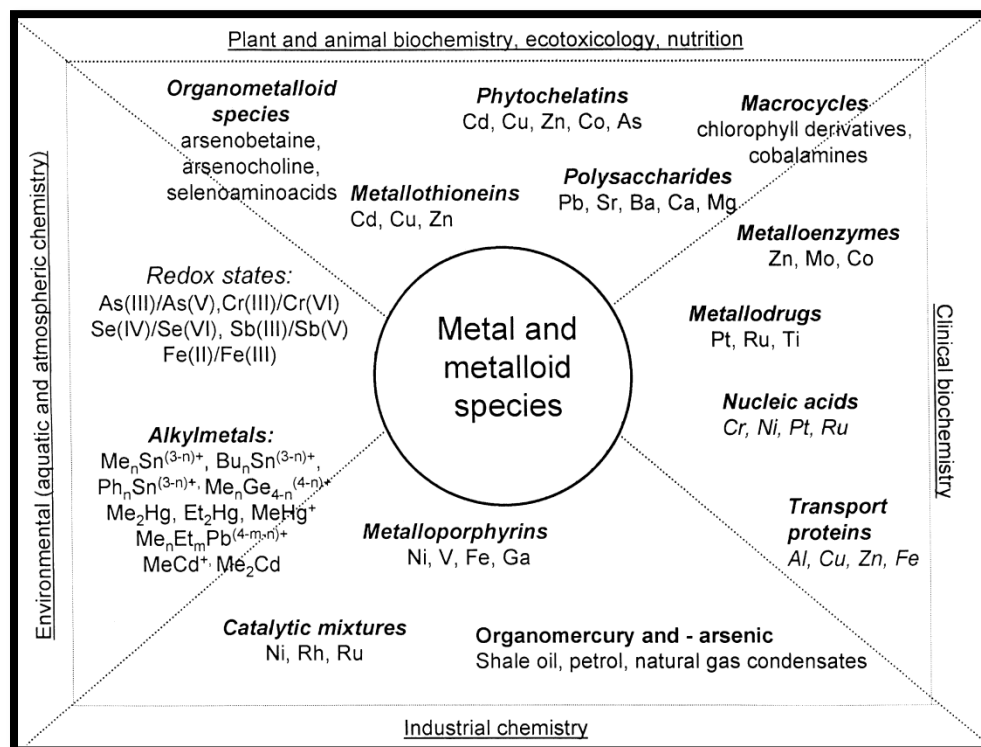 Plant and animal biochemistry, ecotoxicology, nutrition
Organometalloid
species
arsenobetaine,
arsenocholine,
selenoaminoacids
Phytochelatins
Cd, Cu, Zn, Co, As
Macrocycles
chlorophyll derivatives,
cobalamines
Metallothioneins
Cd, Cu, Zn
Polysaccharides
Pb, Sr, Ba, Ca, Mg
Metalloenzymes
Zn, Mo, Co
Environmental (aquatic and atmospheric chemistry)
Redox states:
As(III)/As(V),Cr(III)/Cr(VI)
Se(IV)/Se(VI), Sb(III)/Sb(V)
Fe(II)/Fe(III)
Metal and
metalloid
species
Metallodrugs
Pt, Ru, Ti
Nucleic acids
Cr, Ni, Pt, Ru
Clinical biochemistry
Alkylmetals:
MeₙSn⁽³⁻ⁿ⁾⁺, BuₙSn⁽³⁻ⁿ⁾⁺,
PhₙSn⁽³⁻ⁿ⁾⁺, MeₙGe₄₋ₙ⁽⁴⁻ⁿ⁾⁺
Me₂Hg, Et₂Hg, MeHg⁺
MeₙEtₘPb⁽⁴⁻ᵐ⁻ⁿ⁾⁺
MeCd⁺, Me₂Cd
Metalloporphyrins
Ni, V, Fe, Ga
Transport
proteins
Al, Cu, Zn, Fe
Catalytic mixtures
Ni, Rh, Ru
Organomercury and - arsenic
Shale oil, petrol, natural gas condensates
Industrial chemistry